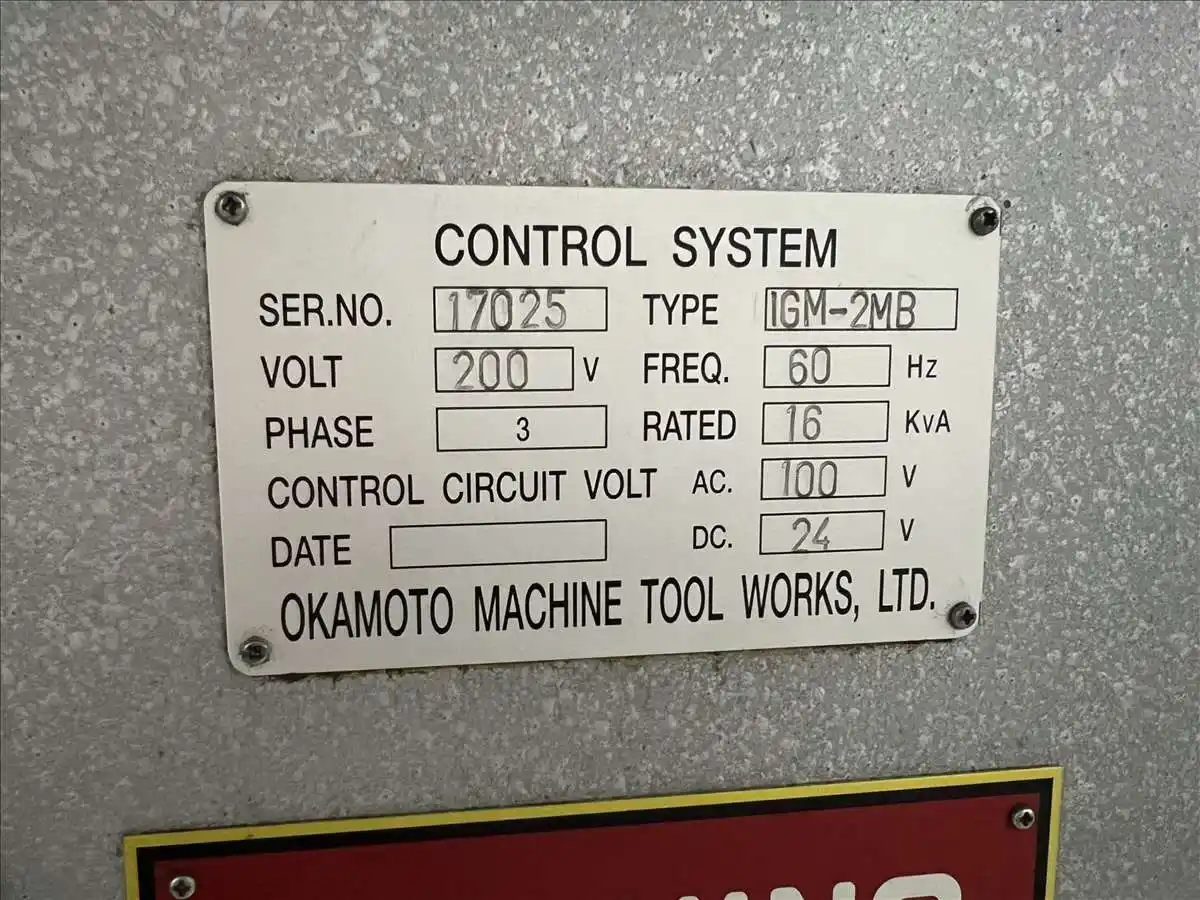 CONTROL SYSTEM
SER.NO. 17025 TYPE IGM-2MB
VOLT 200 V FREQ. 60 Hz
PHASE 3 RATED 16 KvA
CONTROL CIRCUIT VOLT AC. 100 V
DATE DC. 24 V
OKAMOTO MACHINE TOOL WORKS, LTD.